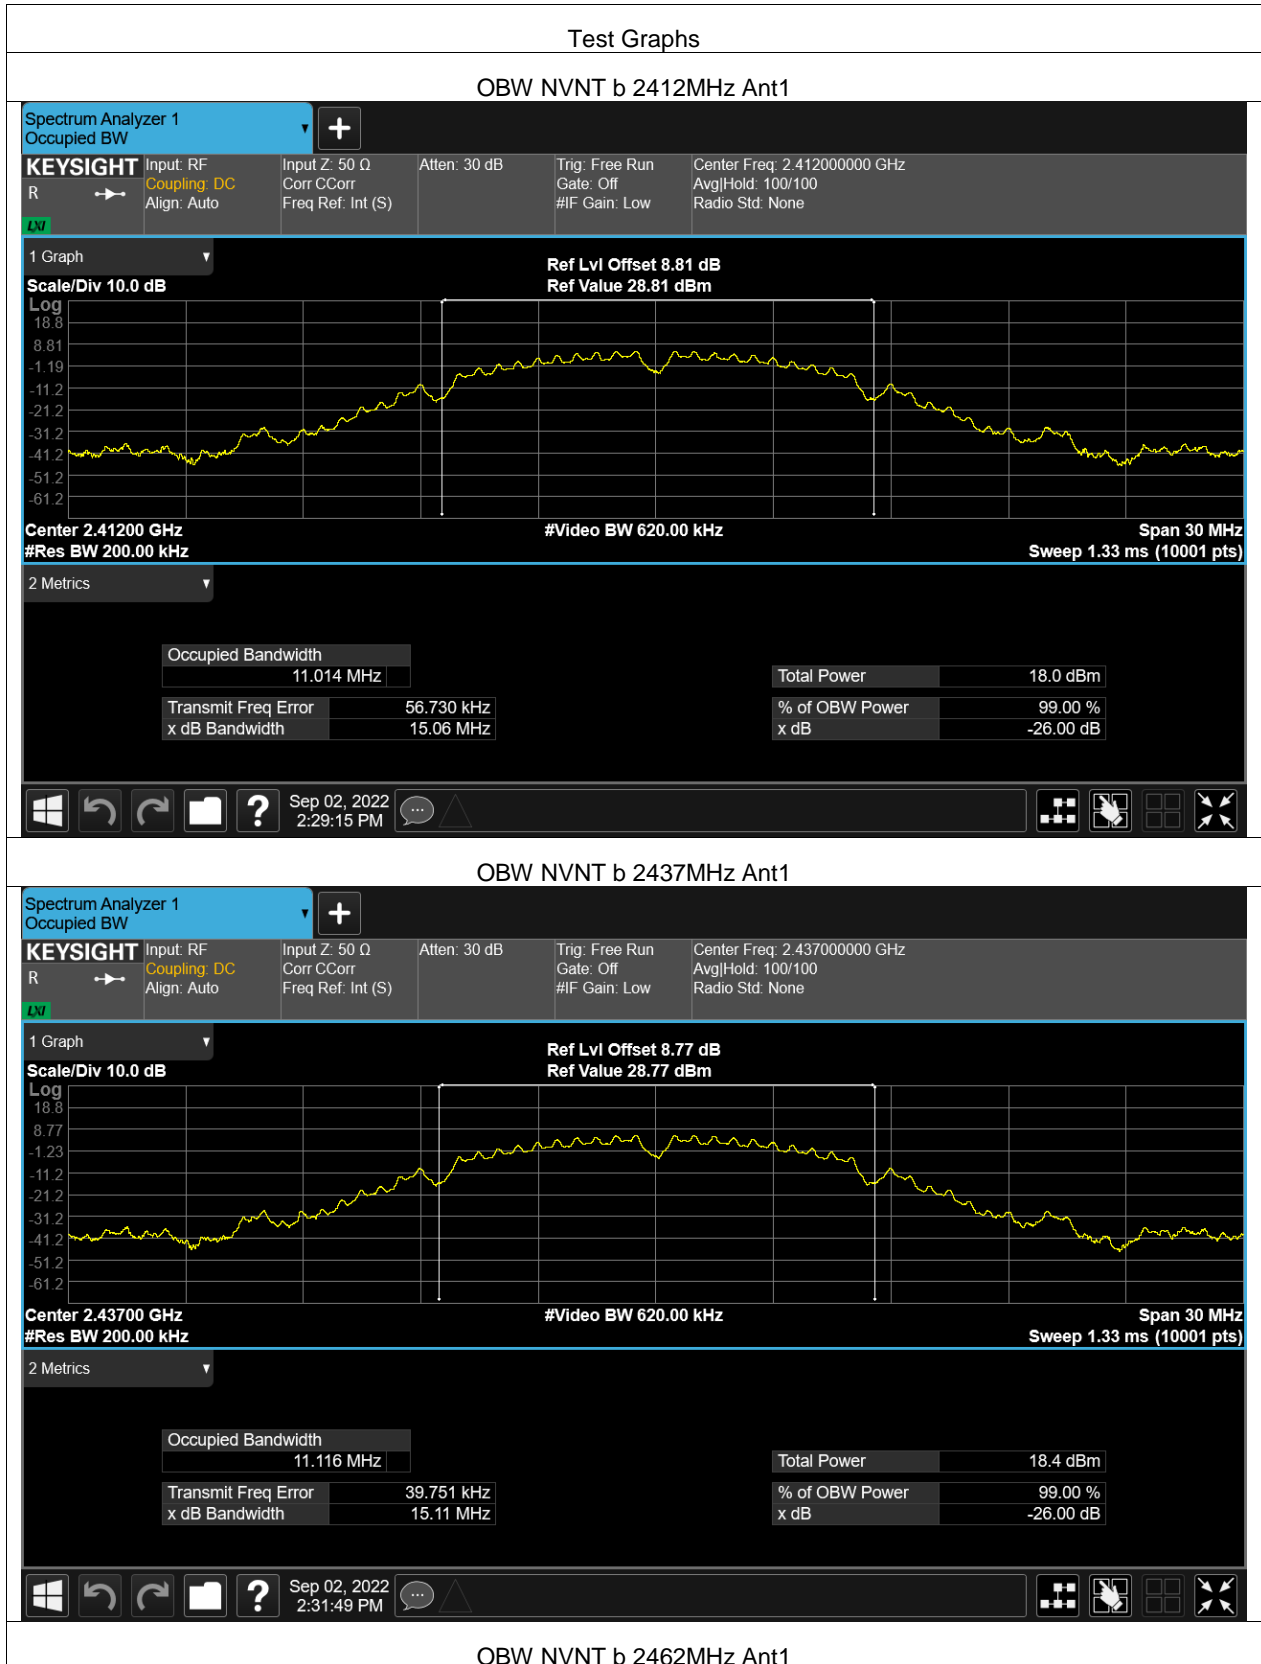 Test Graphs
OBW NVNT b 2412MHz Ant1
Spectrum Analyzer 1
Occupied BW
KEYSIGHT Input: RF Input Z: 50 Ω Atten: 30 dB Trig: Free Run Center Freq: 2.412000000 GHz
R Coupling: DC Corr CCorr Gate: Off Avg|Hold: 100/100
Align: Auto Freq Ref: Int (S) #IF Gain: Low Radio Std: None
LXI
1 Graph
Ref Lvl Offset 8.81 dB
Scale/Div 10.0 dB Ref Value 28.81 dBm
Log
18.8
8.81
-1.19
-11.2
-21.2
-31.2
-41.2
-51.2
-61.2
Center 2.41200 GHz #Video BW 620.00 kHz Span 30 MHz
#Res BW 200.00 kHz Sweep 1.33 ms (10001 pts)
2 Metrics
Occupied Bandwidth
11.014 MHz Total Power 18.0 dBm
Transmit Freq Error 56.730 kHz % of OBW Power 99.00 %
x dB Bandwidth 15.06 MHz x dB -26.00 dB
Sep 02, 2022
2:29:15 PM
OBW NVNT b 2437MHz Ant1
Spectrum Analyzer 1
Occupied BW
KEYSIGHT Input: RF Input Z: 50 Ω Atten: 30 dB Trig: Free Run Center Freq: 2.437000000 GHz
R Coupling: DC Corr CCorr Gate: Off Avg|Hold: 100/100
Align: Auto Freq Ref: Int (S) #IF Gain: Low Radio Std: None
LXI
1 Graph
Ref Lvl Offset 8.77 dB
Scale/Div 10.0 dB Ref Value 28.77 dBm
Log
18.8
8.77
-1.23
-11.2
-21.2
-31.2
-41.2
-51.2
-61.2
Center 2.43700 GHz #Video BW 620.00 kHz Span 30 MHz
#Res BW 200.00 kHz Sweep 1.33 ms (10001 pts)
2 Metrics
Occupied Bandwidth
11.116 MHz Total Power 18.4 dBm
Transmit Freq Error 39.751 kHz % of OBW Power 99.00 %
x dB Bandwidth 15.11 MHz x dB -26.00 dB
Sep 02, 2022
2:31:49 PM
OBW NVNT b 2462MHz Ant1